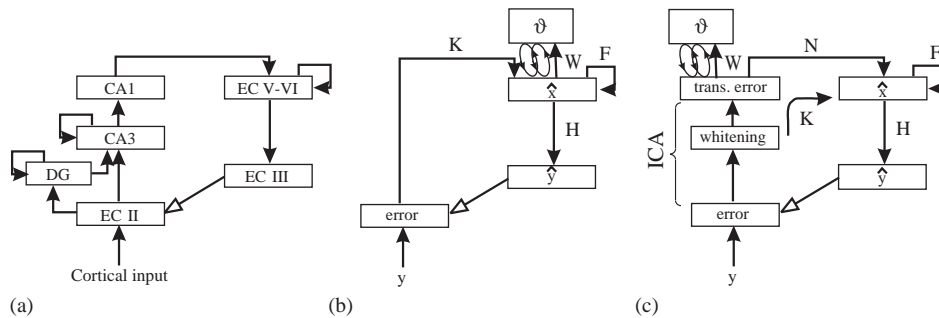 CA1
EC V-VI
CA3
DG
EC III
EC II
Cortical input
(a)
ϑ
K
W
F
x̂
H
ŷ
error
y
(b)
ϑ
W
N
F
trans. error
x̂
K
whitening
H
ICA
ŷ
error
y
(c)